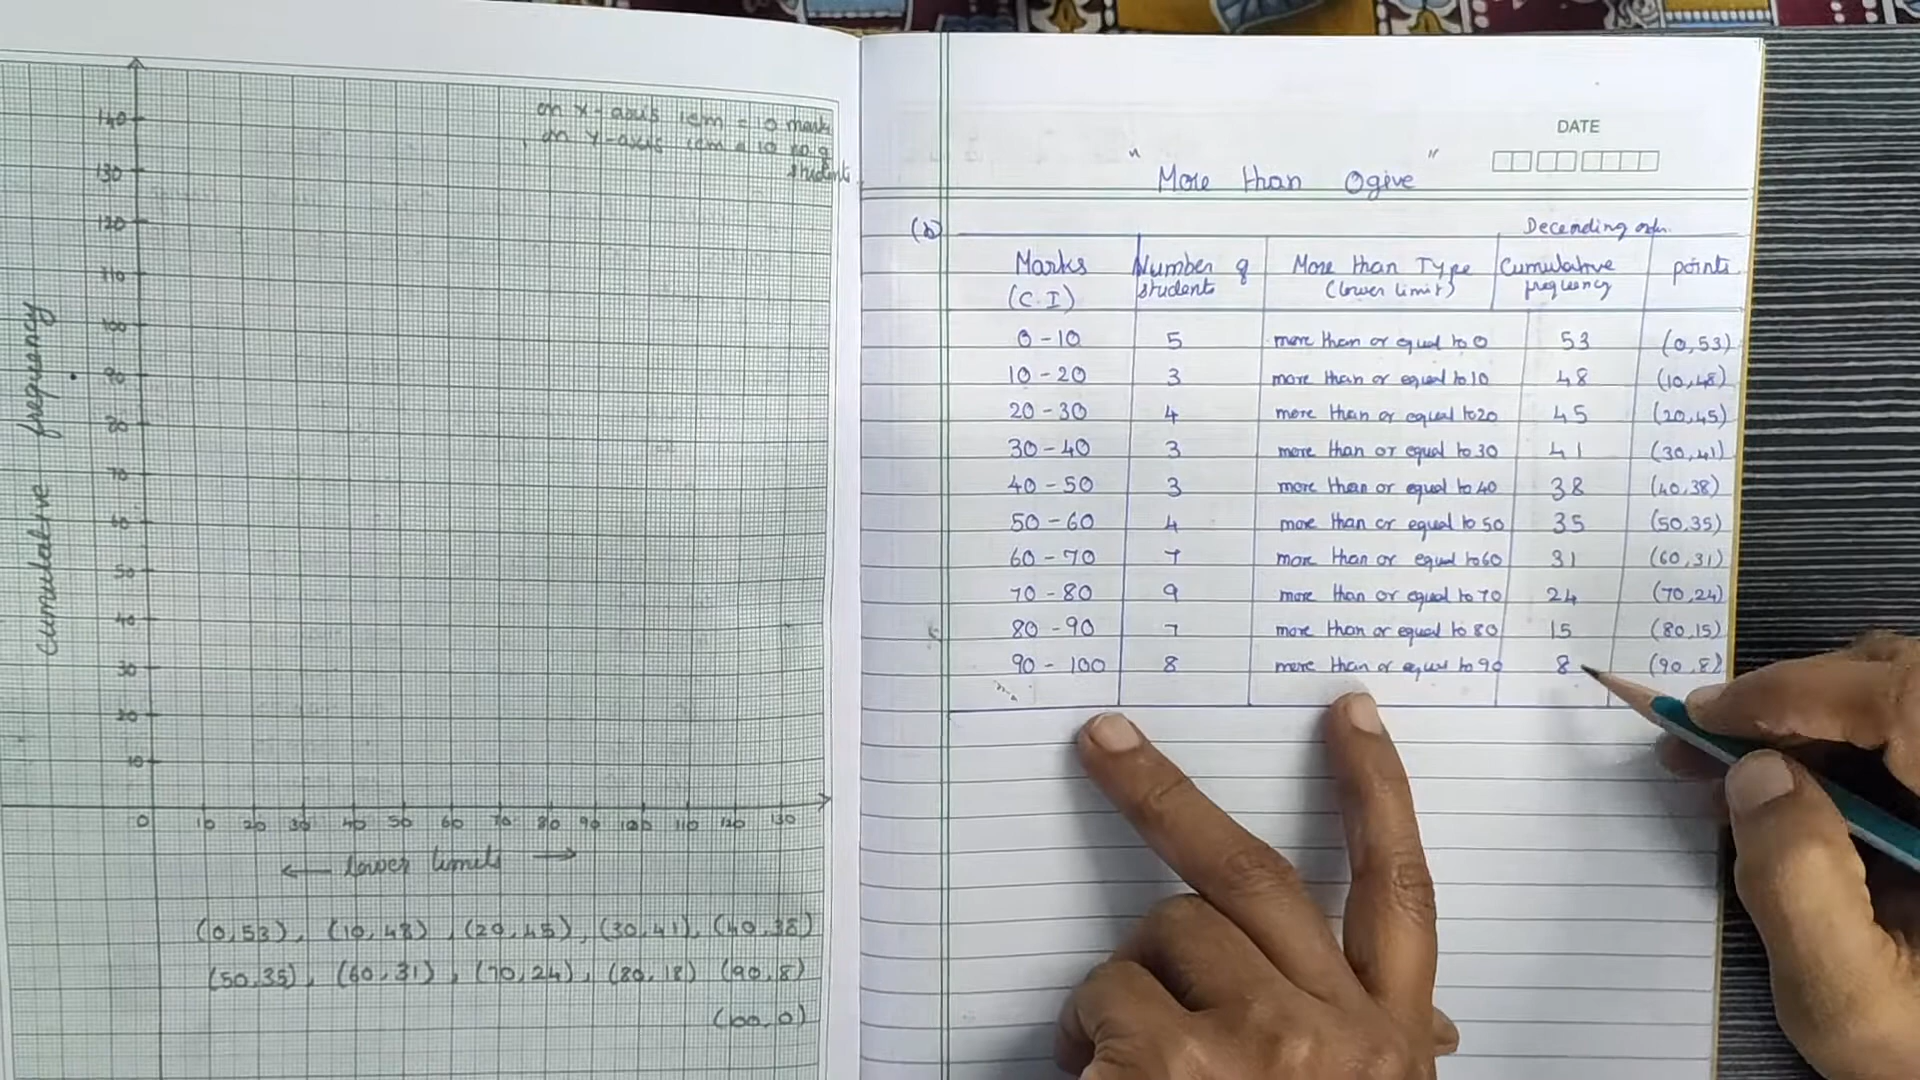 on x-axis 1cm = 10 marks
on y-axis 1cm = 10 no of
students
140
130
120
110
100
90
80
70
60
50
40
30
20
10
cumulative frequency
0 10 20 30 40 50 60 70 80 90 100 110 120 130
← lower limits →
(0,53), (10,48), (20,45), (30,41), (40,38)
(50,35), (60,31), (70,24), (80,18) (90,8)
(100,0)
DATE
" More than Ogive "
(b) Decending order.
Marks Number of More than Type Cumulative points
(C.I) students (lower limit) frequency
0-10 5 more than or equal to 0 53 (0,53)
10-20 3 more than or equal to 10 48 (10,48)
20-30 4 more than or equal to 20 45 (20,45)
30-40 3 more than or equal to 30 41 (30,41)
40-50 3 more than or equal to 40 38 (40,38)
50-60 4 more than or equal to 50 35 (50,35)
60-70 7 more than or equal to 60 31 (60,31)
70-80 9 more than or equal to 70 24 (70,24)
80-90 7 more than or equal to 80 15 (80,15)
90-100 8 more than or equal to 90 8 (90,8)